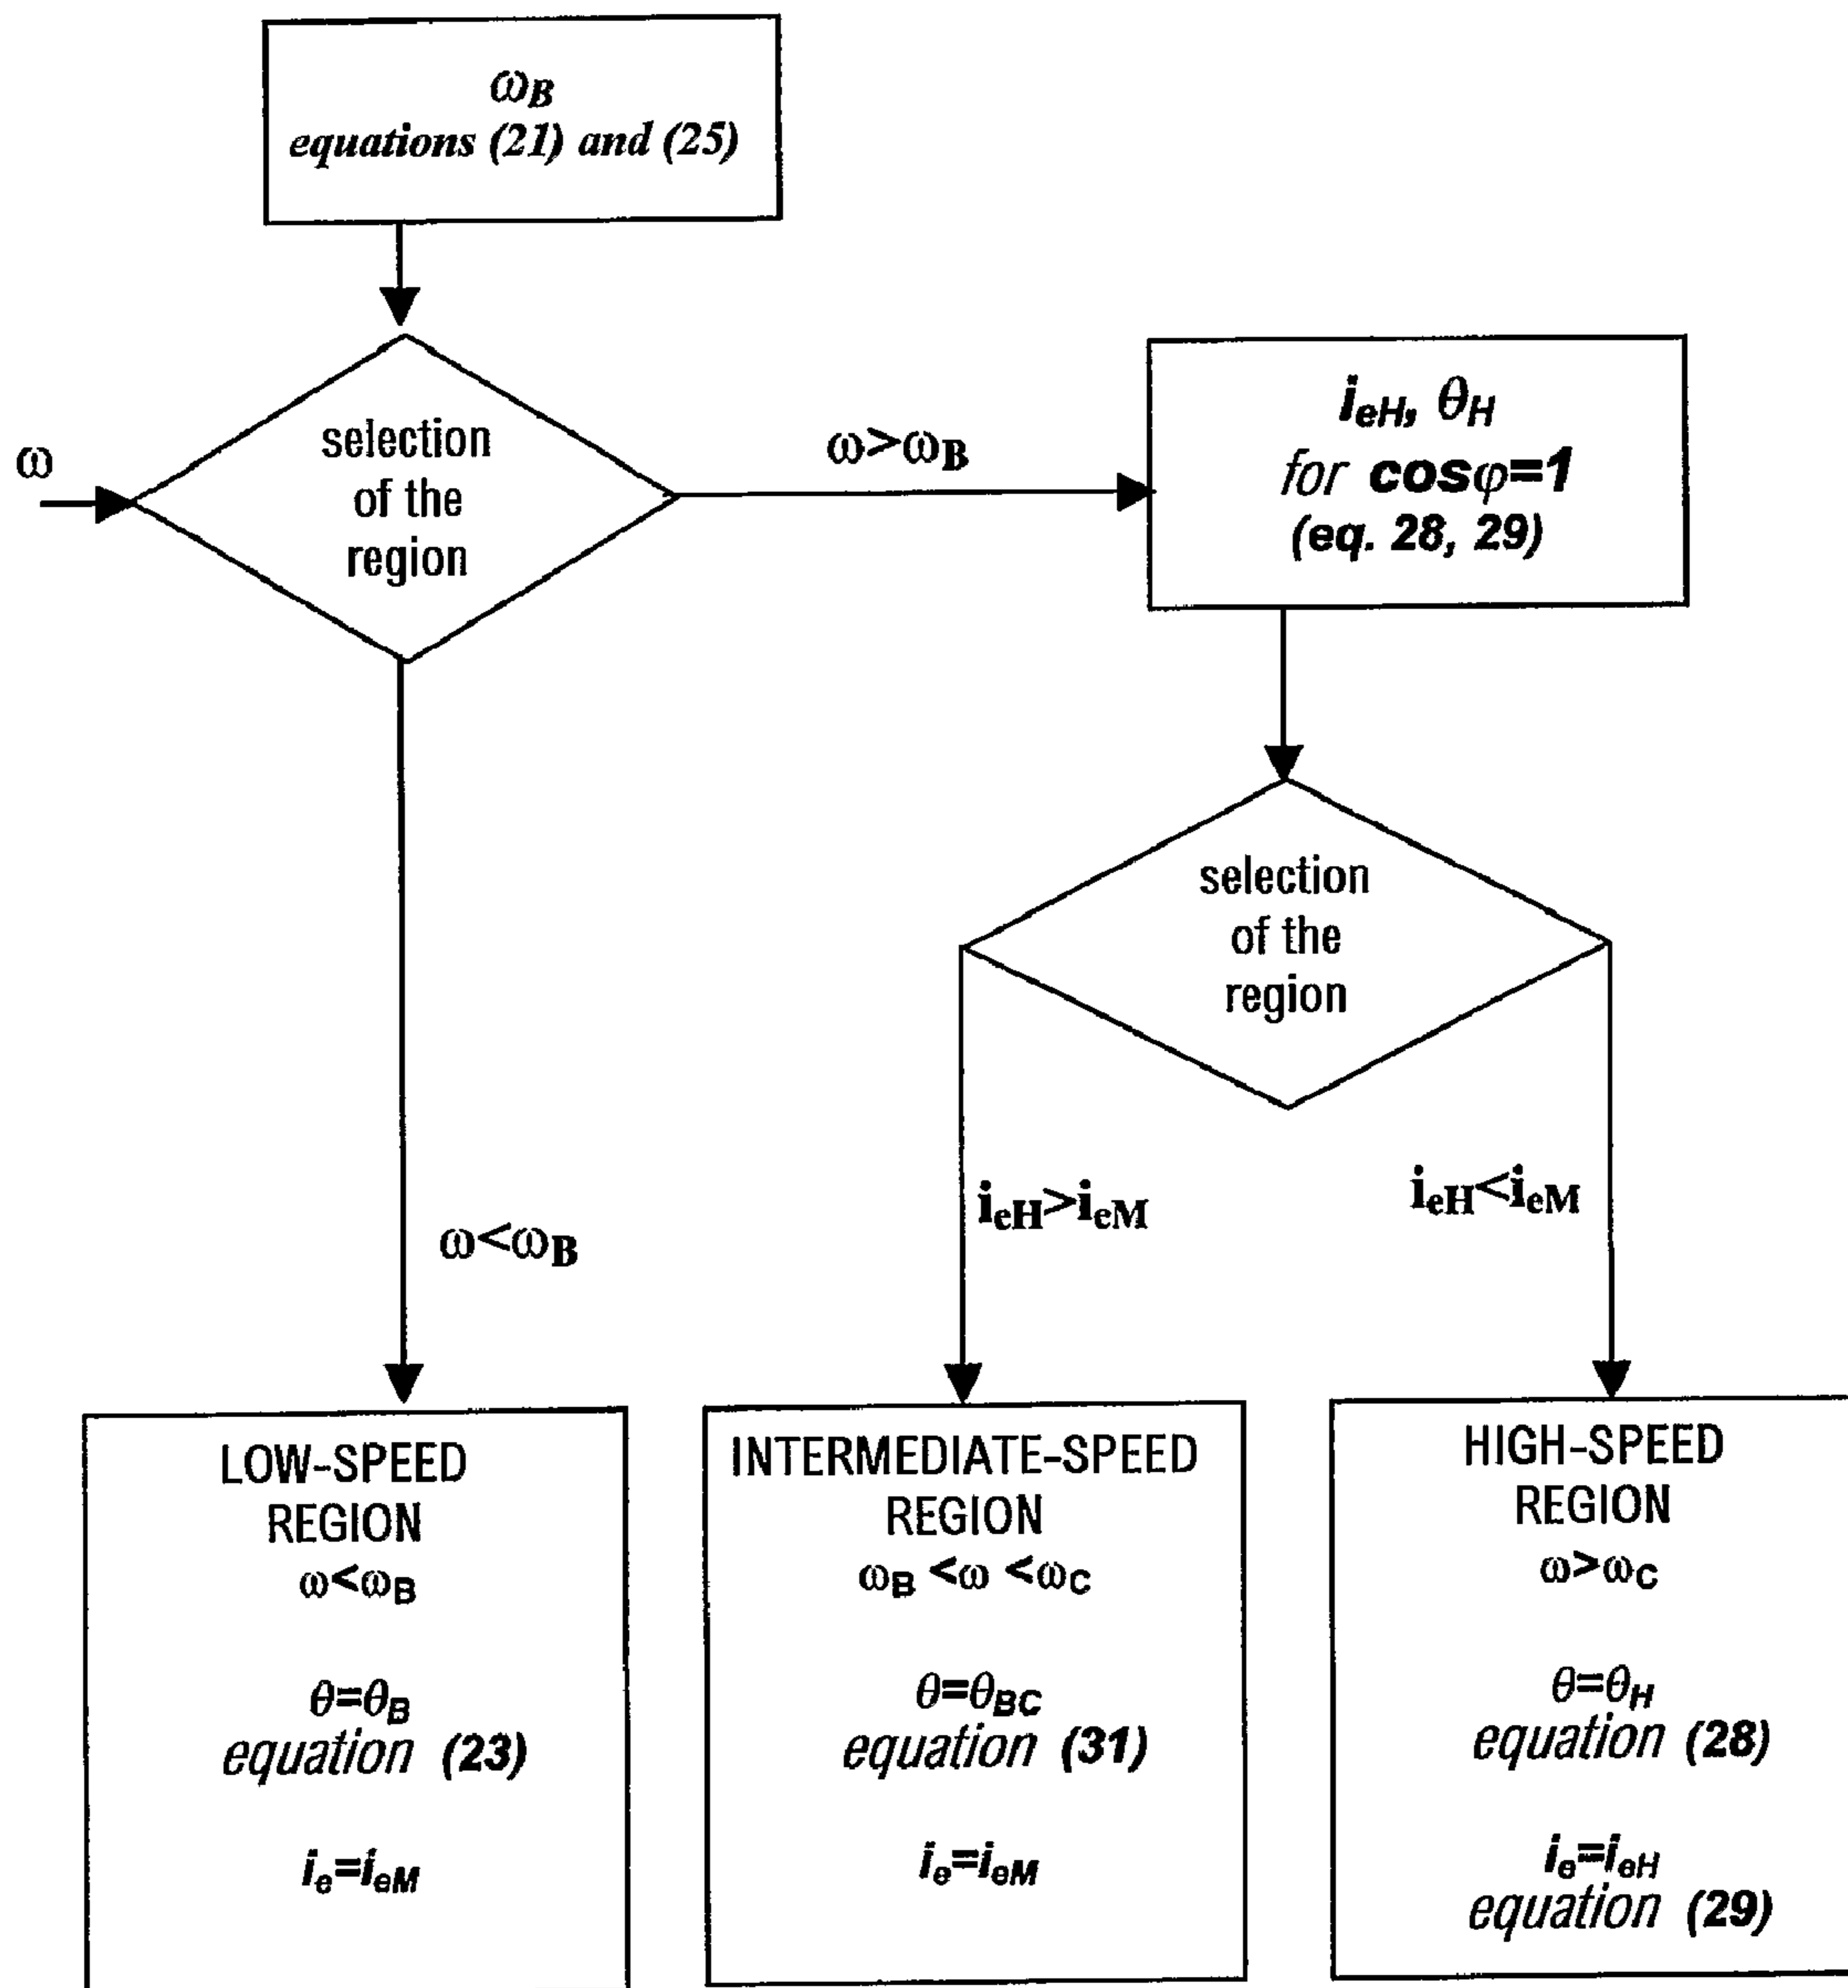 ωB
equations (21) and (25)
ω
selection
of the
region
ω>ωB
ieH, θH
for cosφ=1
(eq. 28, 29)
selection
of the
region
ω<ωB
ieH>ieM
ieH<ieM
LOW-SPEED
REGION
ω<ωB
θ=θB
equation (23)
ie=ieM
INTERMEDIATE-SPEED
REGION
ωB <ω <ωC
θ=θBC
equation (31)
ie=ieM
HIGH-SPEED
REGION
ω>ωC
θ=θH
equation (28)
ie=ieH
equation (29)